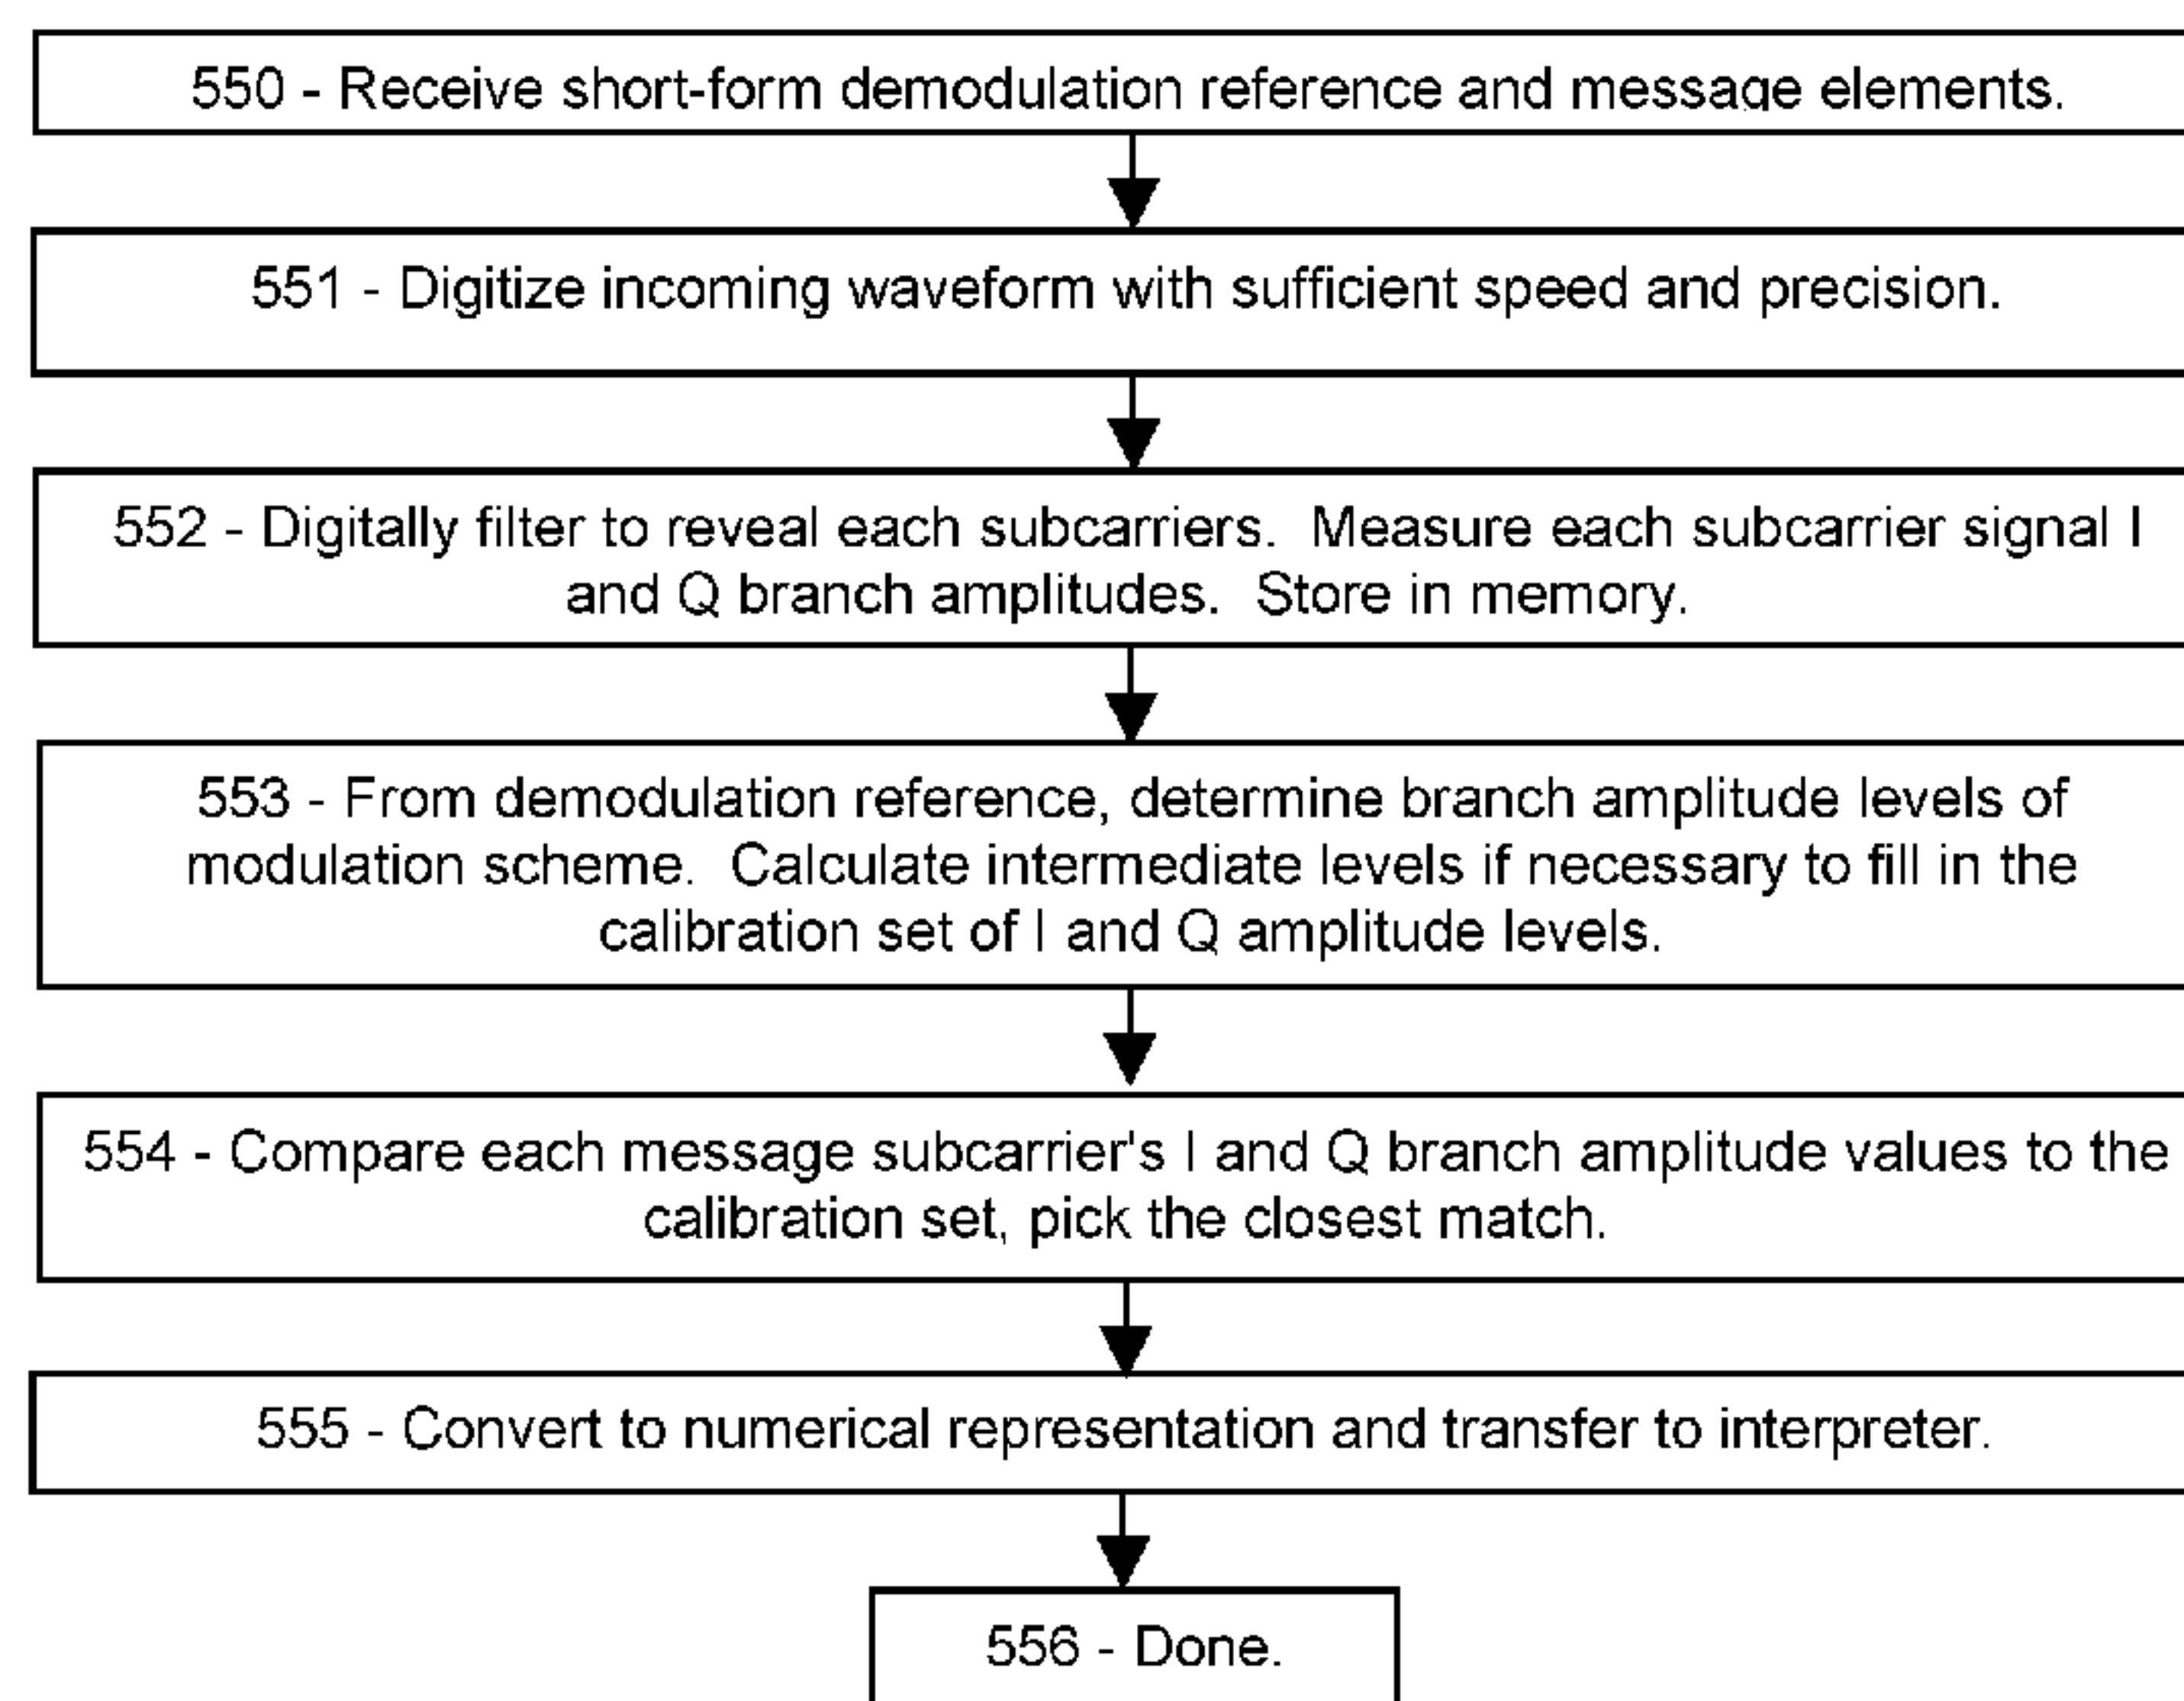 550 - Receive short-form demodulation reference and message elements.
551 - Digitize incoming waveform with sufficient speed and precision.
552 - Digitally filter to reveal each subcarriers.  Measure each subcarrier signal I
and Q branch amplitudes.  Store in memory.
553 - From demodulation reference, determine branch amplitude levels of
modulation scheme.  Calculate intermediate levels if necessary to fill in the
calibration set of I and Q amplitude levels.
554 - Compare each message subcarrier's I and Q branch amplitude values to the
calibration set, pick the closest match.
555 - Convert to numerical representation and transfer to interpreter.
556 - Done.